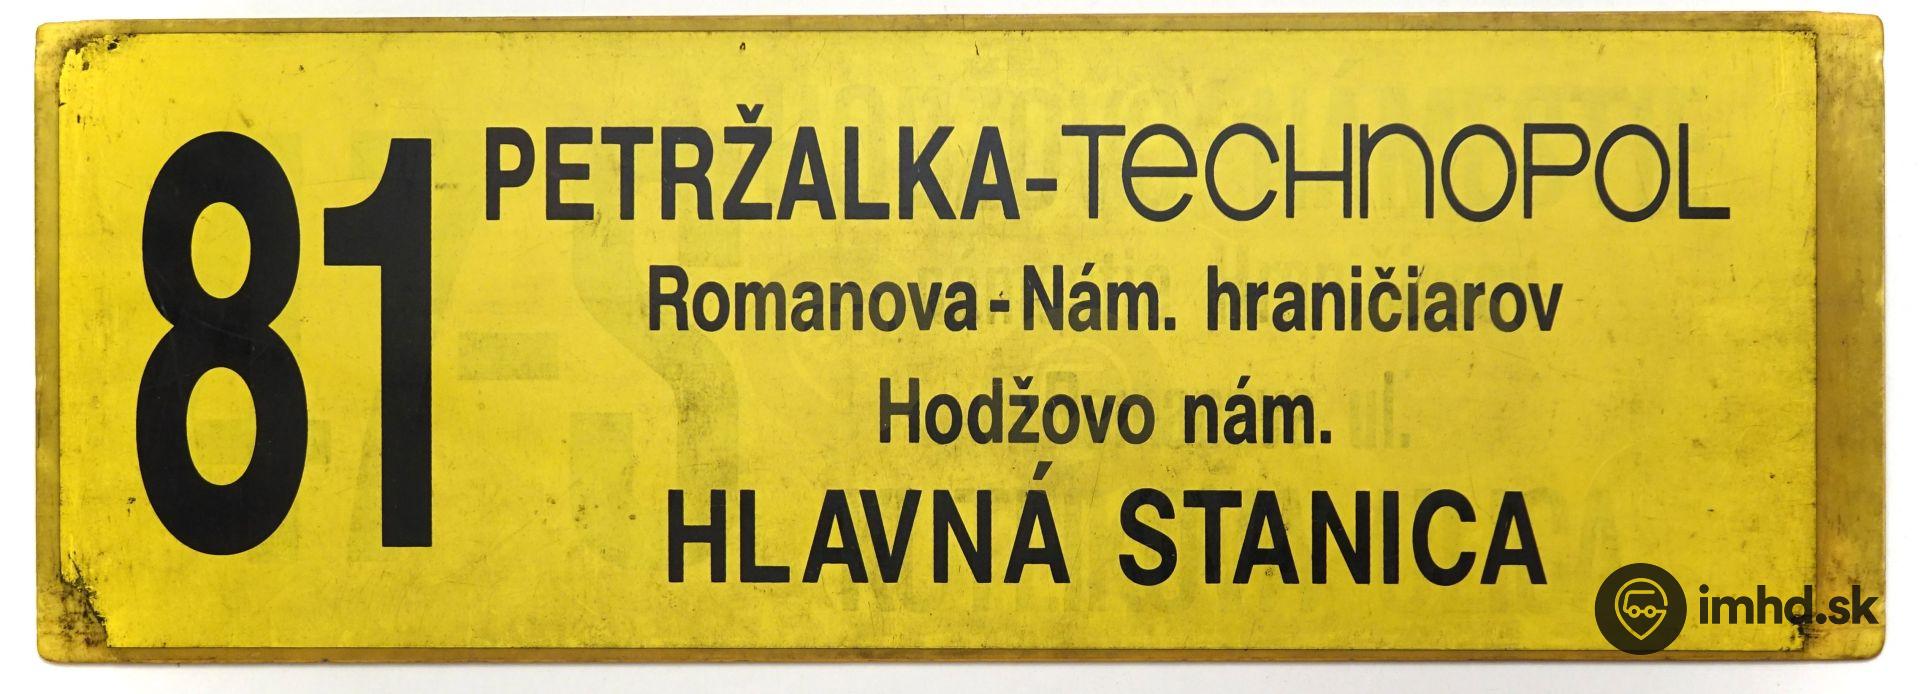 81
PETRŽALKA-TECHNOPOL
Romanova-Nám. hraničiarov
Hodžovo nám.
HLAVNÁ STANICA
imhd.sk